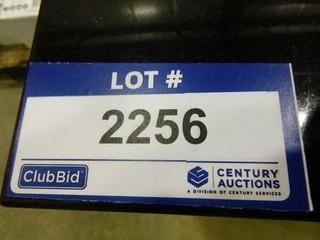 LOT #
2256
ClubBid
CENTURY
AUCTIONS
A DIVISION OF CENTURY SERVICES